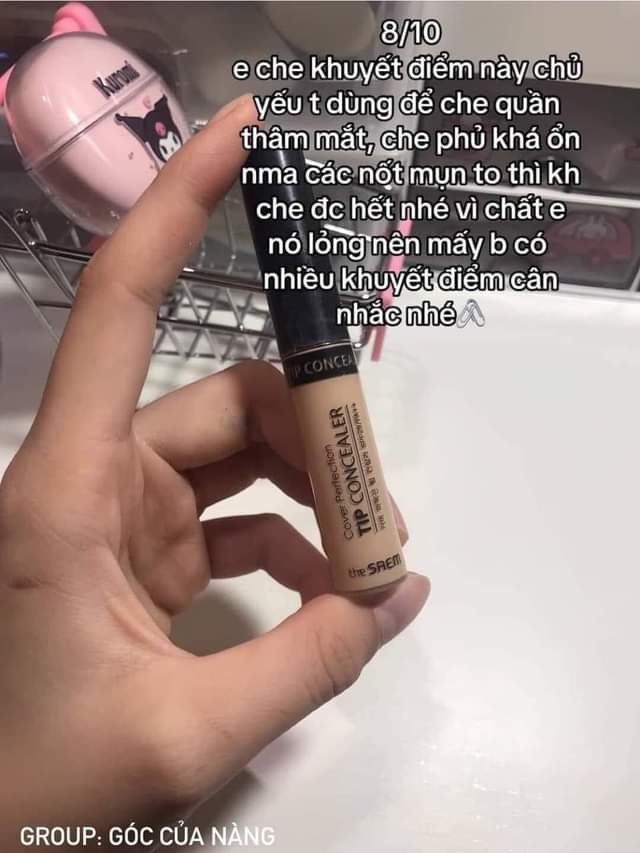 8/10
e che khuyết điểm này chủ
yếu t dùng để che quần
thâm mắt, che phủ khá ổn
nma các nốt mụn to thì kh
che đc hết nhé vì chất e
nó lỏng nên mấy b có
nhiều khuyết điểm cân
nhắc nhé
Kuromi
TIP CONCEA
Cover Perfection
TIP CONCEALER
the SAEM
GROUP: GÓC CỦA NÀNG